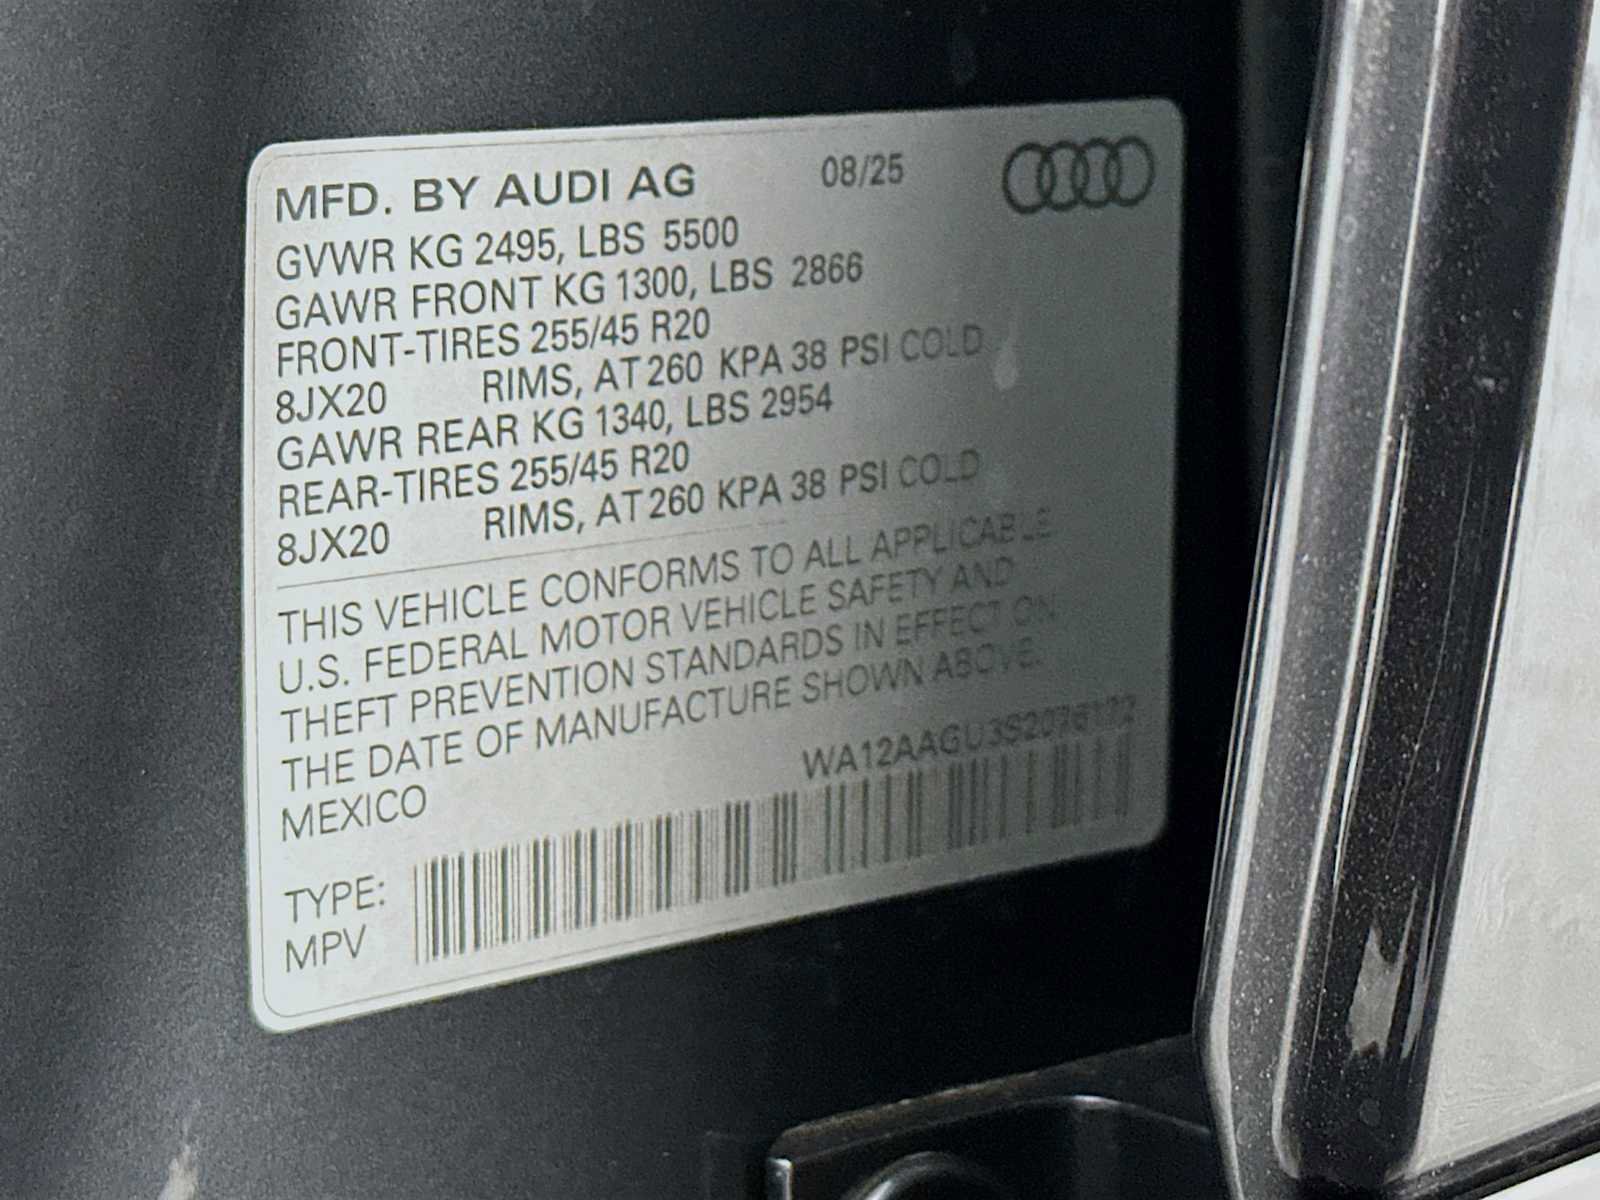 MFD. BY AUDI AG 08/25
GVWR KG 2495, LBS 5500
GAWR FRONT KG 1300, LBS 2866
FRONT-TIRES 255/45 R20
8JX20 RIMS, AT 260 KPA 38 PSI COLD
GAWR REAR KG 1340, LBS 2954
REAR-TIRES 255/45 R20
8JX20 RIMS, AT 260 KPA 38 PSI COLD
THIS VEHICLE CONFORMS TO ALL APPLICABLE
U.S. FEDERAL MOTOR VEHICLE SAFETY AND
THEFT PREVENTION STANDARDS IN EFFECT ON
THE DATE OF MANUFACTURE SHOWN ABOVE.
MEXICO
TYPE:
MPV